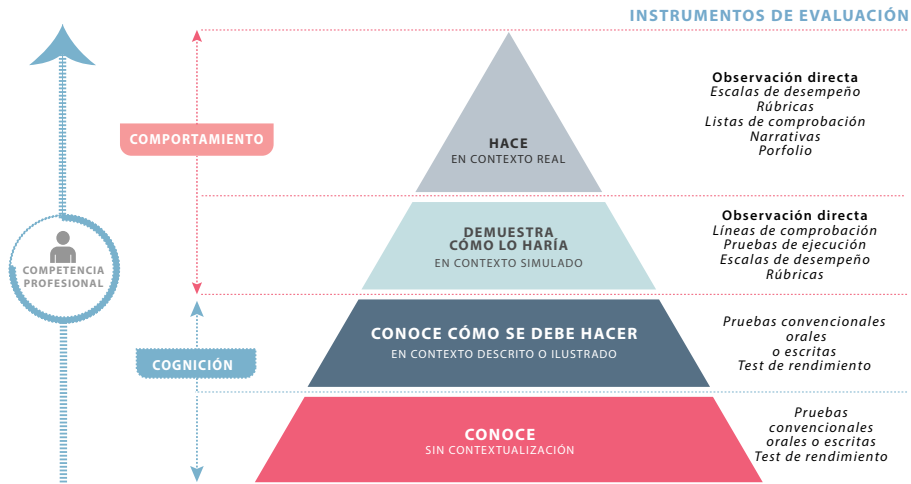 INSTRUMENTOS DE EVALUACIÓN
COMPORTAMIENTO
HACE
EN CONTEXTO REAL
Observación directa
Escalas de desempeño
Rúbricas
Listas de comprobación
Narrativas
Porfolio
DEMUESTRA
CÓMO LO HARÍA
EN CONTEXTO SIMULADO
Observación directa
Líneas de comprobación
Pruebas de ejecución
Escalas de desempeño
Rúbricas
COMPETENCIA
PROFESIONAL
COGNICIÓN
CONOCE CÓMO SE DEBE HACER
EN CONTEXTO DESCRITO O ILUSTRADO
Pruebas convencionales
orales
o escritas
Test de rendimiento
CONOCE
SIN CONTEXTUALIZACIÓN
Pruebas
convencionales
orales o escritas
Test de rendimiento